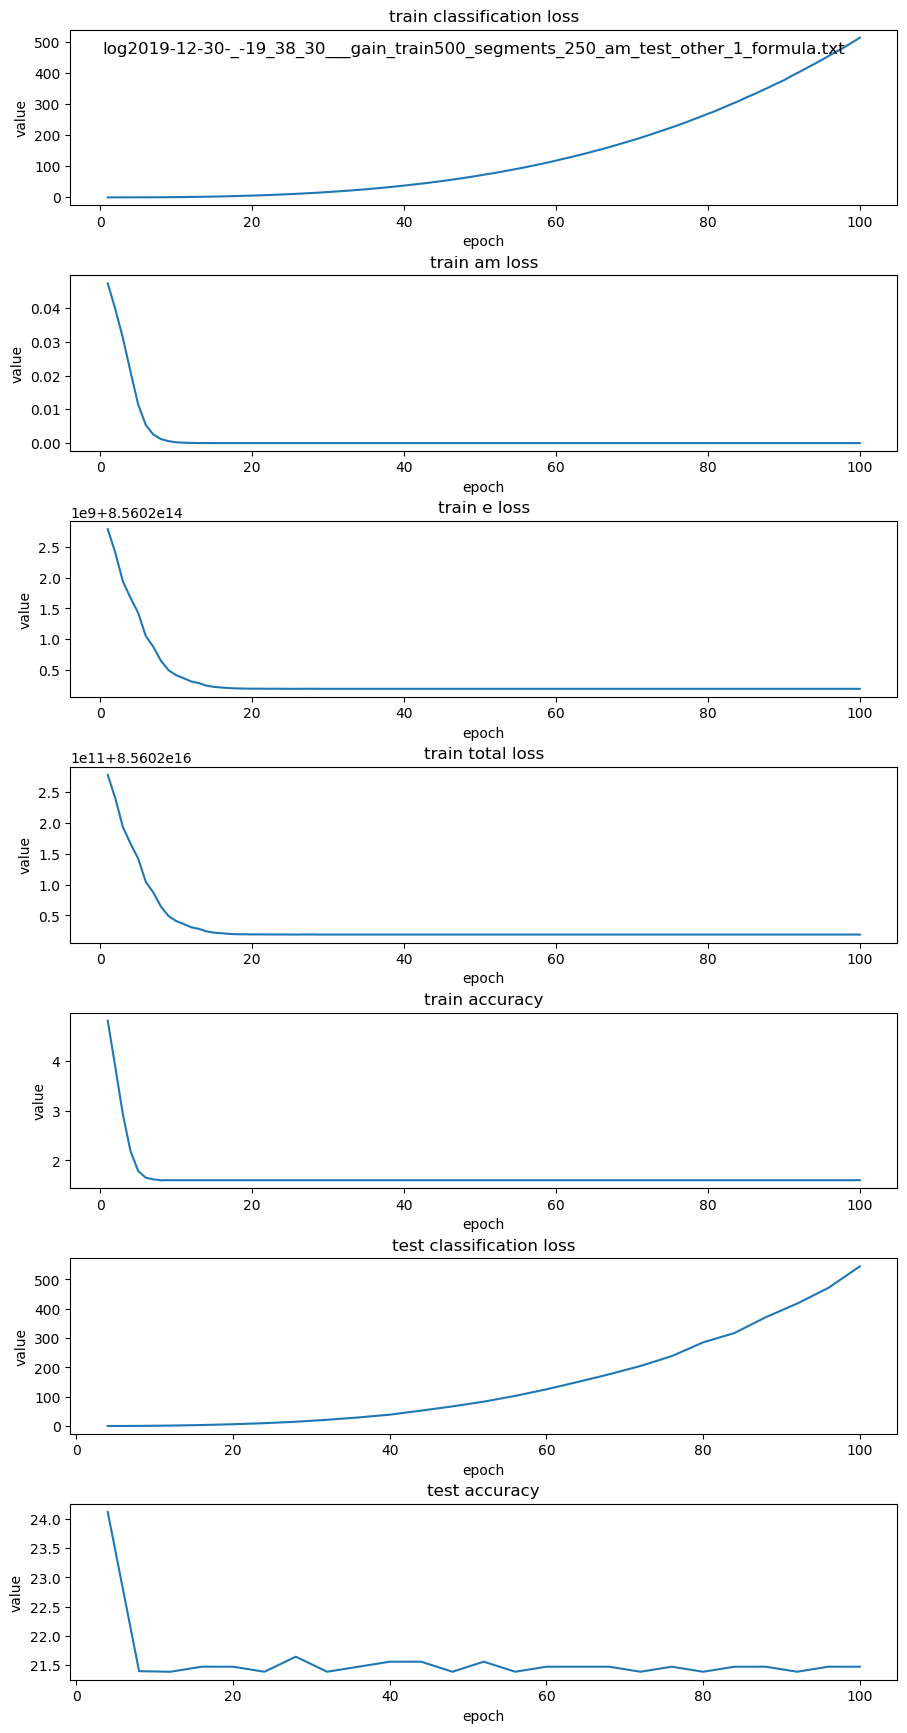 train classification loss
log2019-12-30-_-19_38_30___gain_train500_segments_250_am_test_other_1_formula.txt
500
400
300
200
100
0
value
0 20 40 60 80 100
epoch
train am loss
0.04
0.03
0.02
0.01
0.00
value
0 20 40 60 80 100
epoch
train e loss
1e9+8.5602e14
2.5
2.0
1.5
1.0
0.5
value
0 20 40 60 80 100
epoch
train total loss
1e11+8.5602e16
2.5
2.0
1.5
1.0
0.5
value
0 20 40 60 80 100
epoch
train accuracy
4
3
2
value
0 20 40 60 80 100
epoch
test classification loss
500
400
300
200
100
0
value
0 20 40 60 80 100
epoch
test accuracy
24.0
23.5
23.0
22.5
22.0
21.5
value
0 20 40 60 80 100
epoch